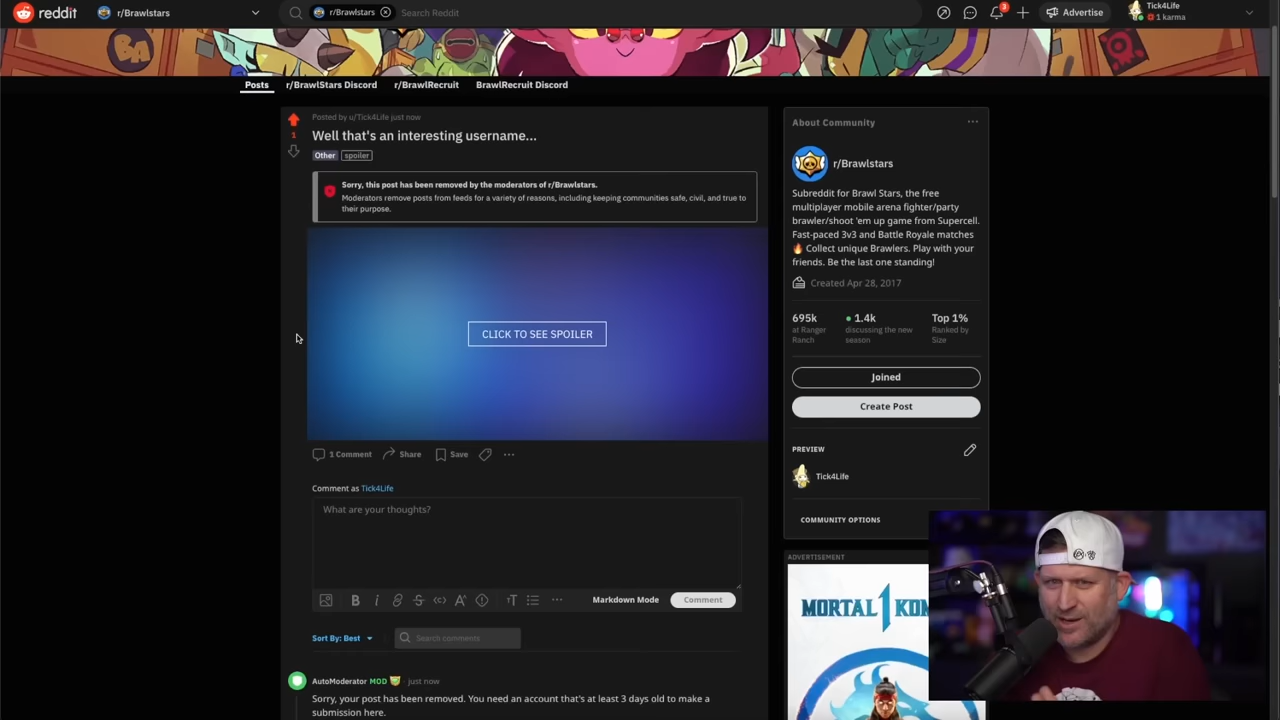 reddit
r/Brawlstars
r/Brawlstars
Search Reddit
3
Advertise
Tick4Life
1 karma
BA
Posts
r/BrawlStars Discord
r/BrawlRecruit
BrawlRecruit Discord
Posted by u/Tick4Life just now
1
Well that's an interesting username...
Other
spoiler
Sorry, this post has been removed by the moderators of r/Brawlstars.
Moderators remove posts from feeds for a variety of reasons, including keeping communities safe, civil, and true to
their purpose.
CLICK TO SEE SPOILER
1 Comment
Share
Save
Comment as Tick4Life
What are your thoughts?
B
i
Markdown Mode
Comment
Sort By: Best
Search comments
AutoModerator MOD · just now
Sorry, your post has been removed. You need an account that's at least 3 days old to make a
submission here.
About Community
r/Brawlstars
Subreddit for Brawl Stars, the free
multiplayer mobile arena fighter/party
brawler/shoot 'em up game from Supercell.
Fast-paced 3v3 and Battle Royale matches
🔥 Collect unique Brawlers. Play with your
friends. Be the last one standing!
Created Apr 28, 2017
695k
at Ranger
Ranch
1.4k
discussing the new
season
Top 1%
Ranked by
Size
Joined
Create Post
PREVIEW
Tick4Life
COMMUNITY OPTIONS
ADVERTISEMENT
MORTAL KO